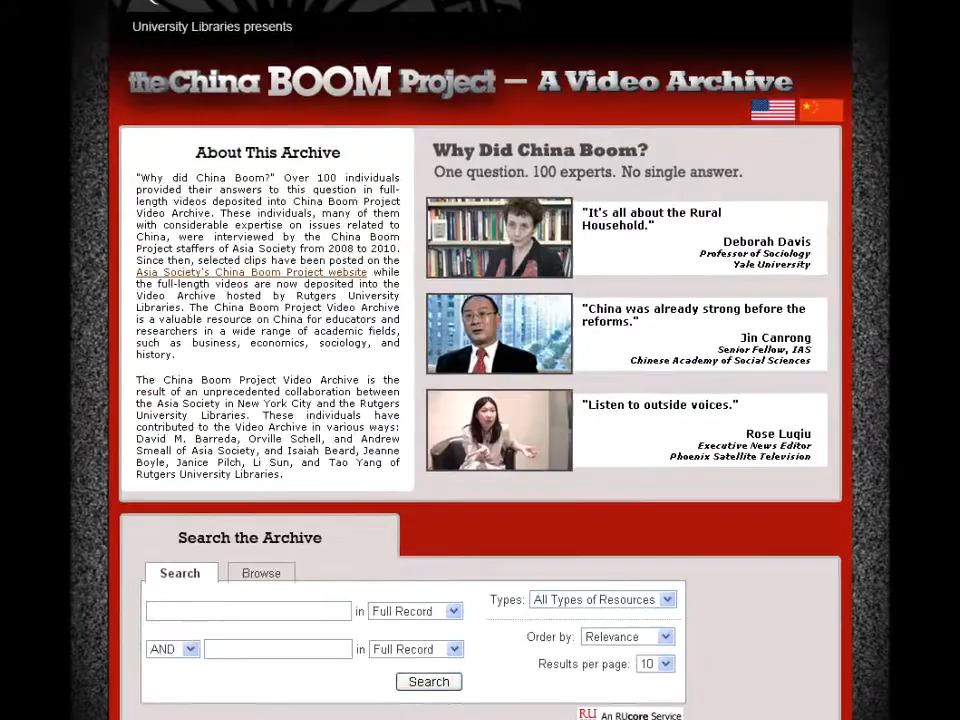 University Libraries presents
the China BOOM Project — A Video Archive
About This Archive
"Why did China Boom?" Over 100 individuals
provided their answers to this question in full-
length videos deposited into China Boom Project
Video Archive. These individuals, many of them
with considerable expertise on issues related to
China, were interviewed by the China Boom
Project staffers of Asia Society from 2008 to 2010.
Since then, selected clips have been posted on the
Asia Society's China Boom Project website while
the full-length videos are now deposited into the
Video Archive hosted by Rutgers University
Libraries. The China Boom Project Video Archive
is a valuable resource on China for educators and
researchers in a wide range of academic fields,
such as business, economics, sociology, and
history.
The China Boom Project Video Archive is the
result of an unprecedented collaboration between
the Asia Society in New York City and the Rutgers
University Libraries. These individuals have
contributed to the Video Archive in various ways:
David M. Barreda, Orville Schell, and Andrew
Smeall of Asia Society, and Isaiah Beard, Jeanne
Boyle, Janice Pilch, Li Sun, and Tao Yang of
Rutgers University Libraries.
Why Did China Boom?
One question. 100 experts. No single answer.
"It's all about the Rural
Household."
Deborah Davis
Professor of Sociology
Yale University
"China was already strong before the
reforms."
Jin Canrong
Senior Fellow, IAS
Chinese Academy of Social Sciences
"Listen to outside voices."
Rose Luqiu
Executive News Editor
Phoenix Satellite Television
Search the Archive
Search Browse
in Full Record
AND in Full Record
Search
Types: All Types of Resources
Order by: Relevance
Results per page: 10
RU An RUcore Service